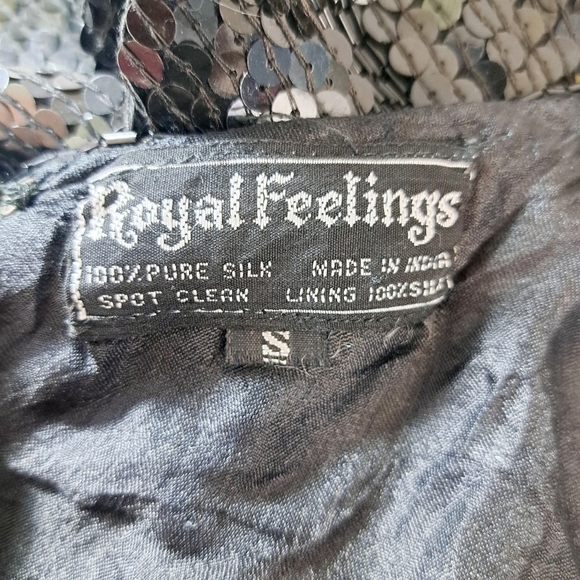 Royal Feelings
100% PURE SILK MADE IN INDIA
SPOT CLEAN LINING 100%
S